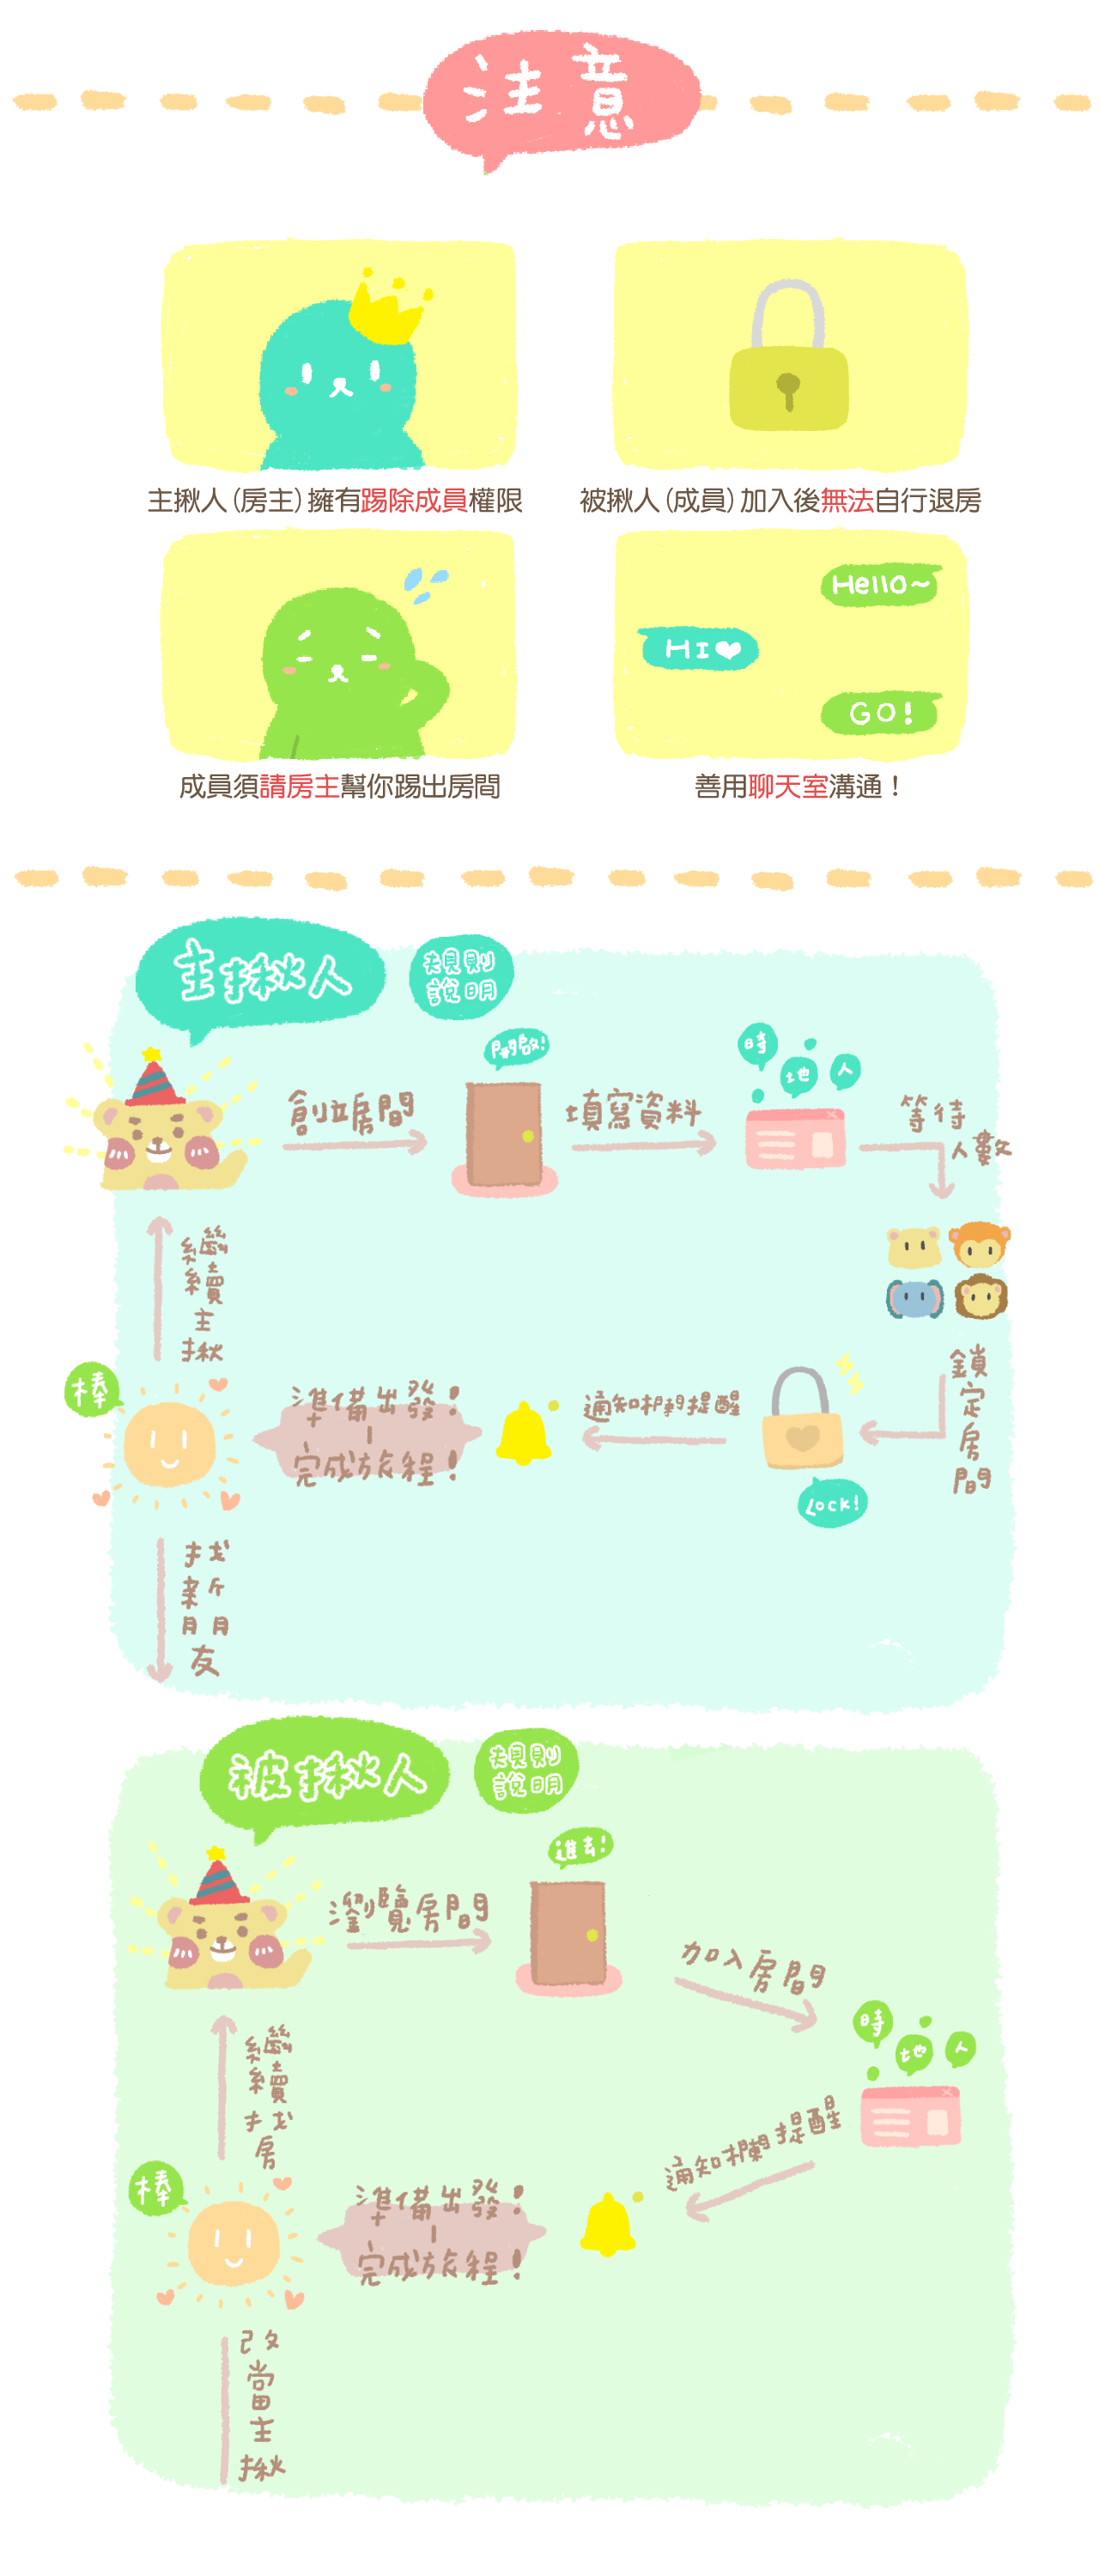 注意
主揪人(房主)擁有踢除成員權限
被揪人(成員)加入後無法自行退房
Hello~
HI❤
GO!
成員須請房主幫你踢出房間
善用聊天室溝通！
主揪人
規則
說明
開啟!
時
地
人
創立房間
填寫資料
等待
人數
繼續主揪
鎖定房間
棒
準備出發!
|
完成旅程!
通知欄提醒
Lock!
找新朋友
被揪人
規則
說明
進去!
瀏覽房間
加入房間
時
地
人
繼續找房
通知欄提醒
棒
準備出發!
|
完成旅程!
改當主揪